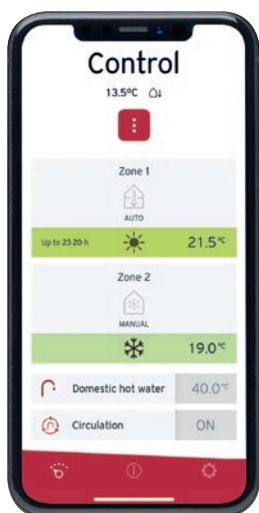 Control
13.5°C
Zone 1
AUTO
Up to 23:20 h
21.5°C
Zone 2
MANUAL
19.0°C
Domestic hot water 40.0°C
Circulation ON